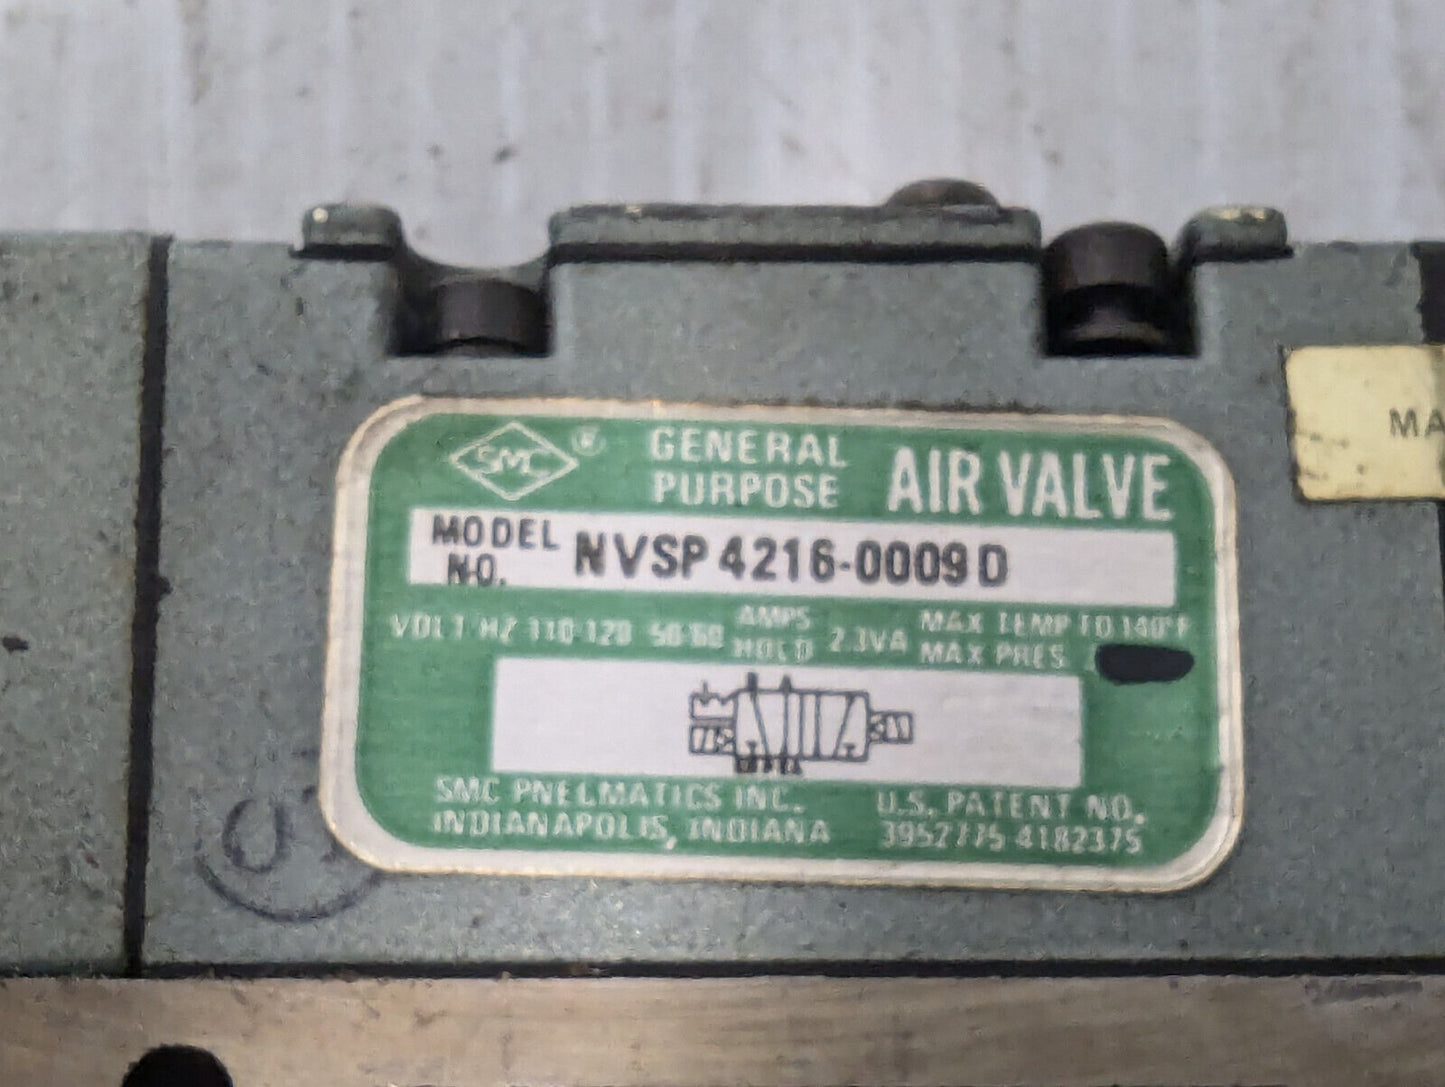 SMC ® GENERAL PURPOSE AIR VALVE
MODEL NO. NVSP 4216-0009D
VOLT HZ 110-120 50/60 AMPS HOLD 2.3VA MAX TEMP TO 140°F
MAX PRES.
SMC PNEUMATICS INC.
INDIANAPOLIS, INDIANA
U.S. PATENT NO.
3952775 4182375
MA